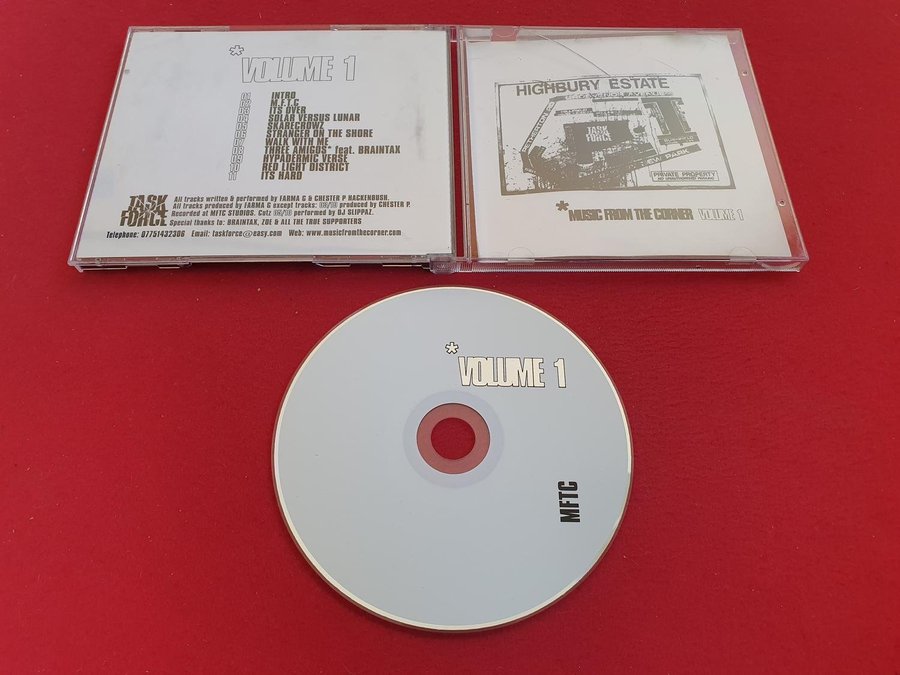 *VOLUME 1
01 INTRO
02 M.F.T.C
03 ITS OVER
04 SOLAR VERSUS LUNAR
05 SKARECROWZ
06 STRANGER ON THE SHORE
07 WALK WITH ME
08 THREE AMIGOS* feat. BRAINTAX
09 HYPADERMIC VERSE
10 RED LIGHT DISTRICT
11 ITS HARD
TASK FORCE
All tracks written & performed by FARMA G & CHESTER P HACKENBUSH.
All tracks produced by FARMA G except tracks: produced by CHESTER P.
Recorded at MFTC STUDIOS. Cutz performed by DJ SLIPPAZ.
Special thanks to: BRAINTAX, ZOE & ALL THE TRUE SUPPORTERS
Telephone: 07751432306 Email: taskforce@easy.com Web: www.musicfromthecorner.com
HIGHBURY ESTATE
TASK FORCE
NEW PARK
PRIVATE PROPERTY
*MUSIC FROM THE CORNER VOLUME 1
*VOLUME 1
MFTC